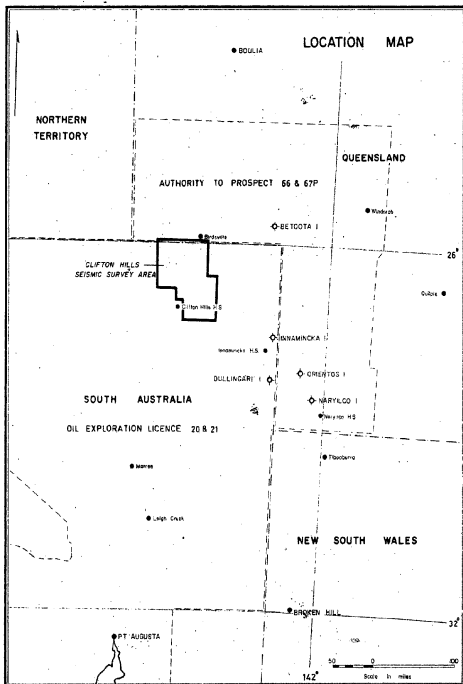 LOCATION MAP
BOULIA
NORTHERN
TERRITORY
QUEENSLAND
AUTHORITY TO PROSPECT 66 & 67P
Windorah
BETOOTA 1
Birdsville
26°
CLIFTON HILLS
SEISMIC SURVEY AREA
Quilpie
Clifton Hills H.S.
INNAMINCKA 1
Innamincka H.S.
ORIENTOS 1
DULLINGARI 1
SOUTH AUSTRALIA
NARYILCO 1
Naryilco H.S.
OIL EXPLORATION LICENCE 20 & 21
Tibooburra
Marree
Leigh Creek
NEW SOUTH WALES
BROKEN HILL
32°
PT AUGUSTA
50 0 100
142°
Scale in miles